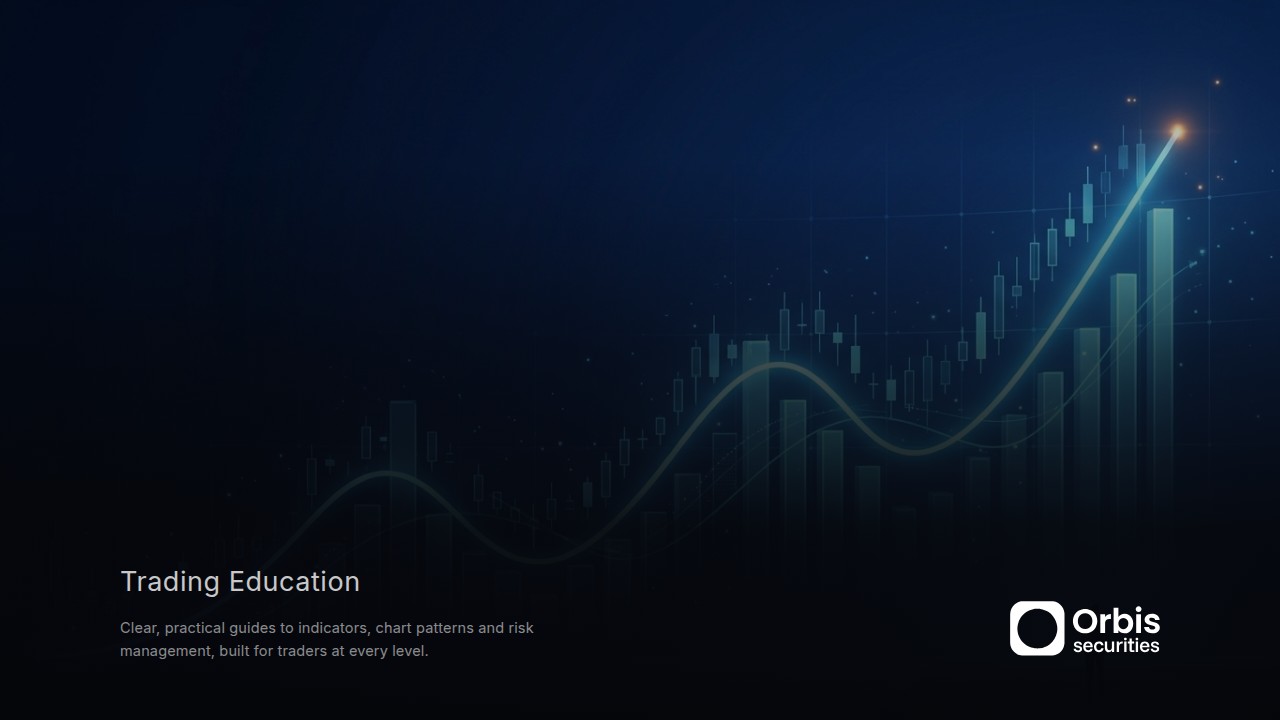 Trading Education
Clear, practical guides to indicators, chart patterns and risk
management, built for traders at every level.
Orbis
securities